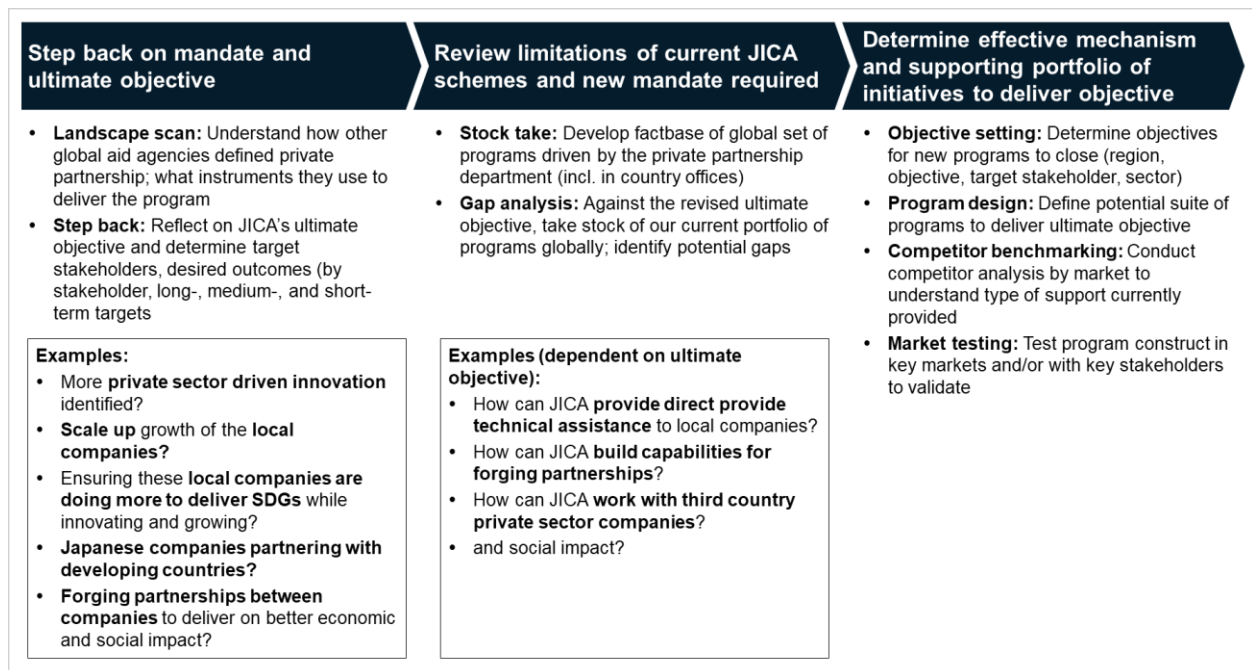 Step back on mandate and
ultimate objective
• Landscape scan: Understand how other
global aid agencies defined private
partnership; what instruments they use to
deliver the program
• Step back: Reflect on JICA's ultimate
objective and determine target
stakeholders, desired outcomes (by
stakeholder, long-, medium-, and short-
term targets
Examples:
• More private sector driven innovation
identified?
• Scale up growth of the local
companies?
• Ensuring these local companies are
doing more to deliver SDGs while
innovating and growing?
• Japanese companies partnering with
developing countries?
• Forging partnerships between
companies to deliver on better economic
and social impact?
Review limitations of current JICA
schemes and new mandate required
• Stock take: Develop factbase of global set of
programs driven by the private partnership
department (incl. in country offices)
• Gap analysis: Against the revised ultimate
objective, take stock of our current portfolio of
programs globally; identify potential gaps
Examples (dependent on ultimate
objective):
• How can JICA provide direct provide
technical assistance to local companies?
• How can JICA build capabilities for
forging partnerships?
• How can JICA work with third country
private sector companies?
• and social impact?
Determine effective mechanism
and supporting portfolio of
initiatives to deliver objective
• Objective setting: Determine objectives
for new programs to close (region,
objective, target stakeholder, sector)
• Program design: Define potential suite of
programs to deliver ultimate objective
• Competitor benchmarking: Conduct
competitor analysis by market to
understand type of support currently
provided
• Market testing: Test program construct in
key markets and/or with key stakeholders
to validate